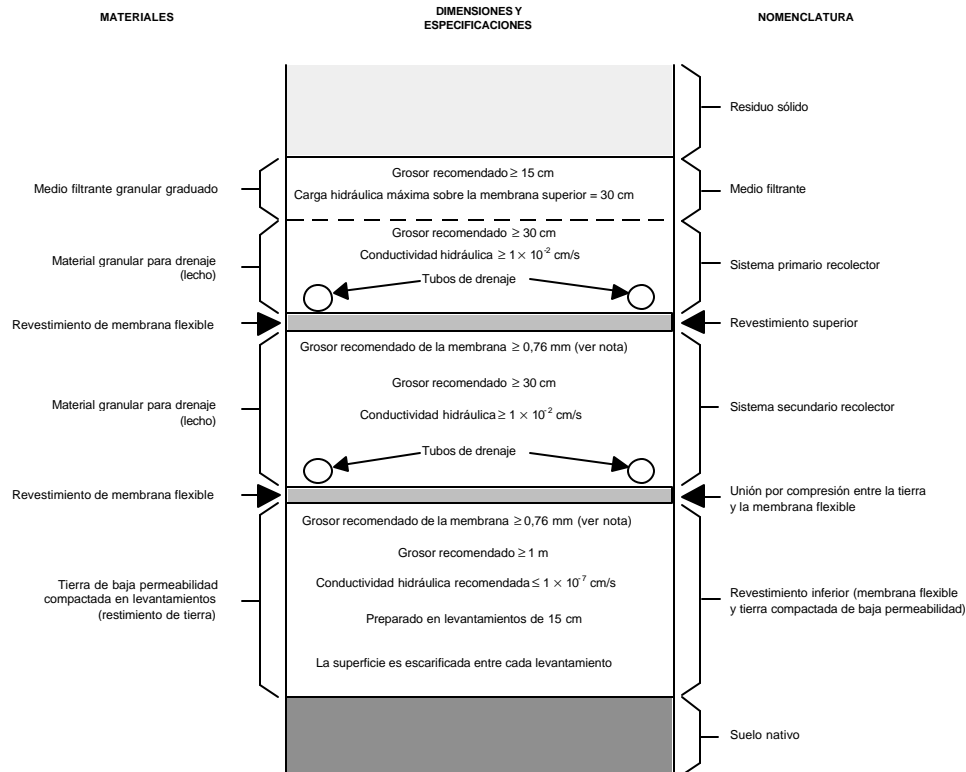 MATERIALES
DIMENSIONES Y
ESPECIFICACIONES
NOMENCLATURA
Residuo sólido
Medio filtrante granular graduado
Grosor recomendado ≥ 15 cm
Carga hidráulica máxima sobre la membrana superior = 30 cm
Medio filtrante
Material granular para drenaje
(lecho)
Grosor recomendado ≥ 30 cm
Conductividad hidráulica ≥ 1 × 10⁻² cm/s
Tubos de drenaje
Sistema primario recolector
Revestimiento de membrana flexible
Revestimiento superior
Grosor recomendado de la membrana ≥ 0,76 mm (ver nota)
Material granular para drenaje
(lecho)
Grosor recomendado ≥ 30 cm
Conductividad hidráulica ≥ 1 × 10⁻² cm/s
Tubos de drenaje
Sistema secundario recolector
Revestimiento de membrana flexible
Unión por compresión entre la tierra
y la membrana flexible
Grosor recomendado de la membrana ≥ 0,76 mm (ver nota)
Grosor recomendado ≥ 1 m
Tierra de baja permeabilidad
compactada en levantamientos
(restimiento de tierra)
Conductividad hidráulica recomendada ≤ 1 × 10⁻⁷ cm/s
Preparado en levantamientos de 15 cm
La superficie es escarificada entre cada levantamiento
Revestimiento inferior (membrana flexible
y tierra compactada de baja permeabilidad)
Suelo nativo